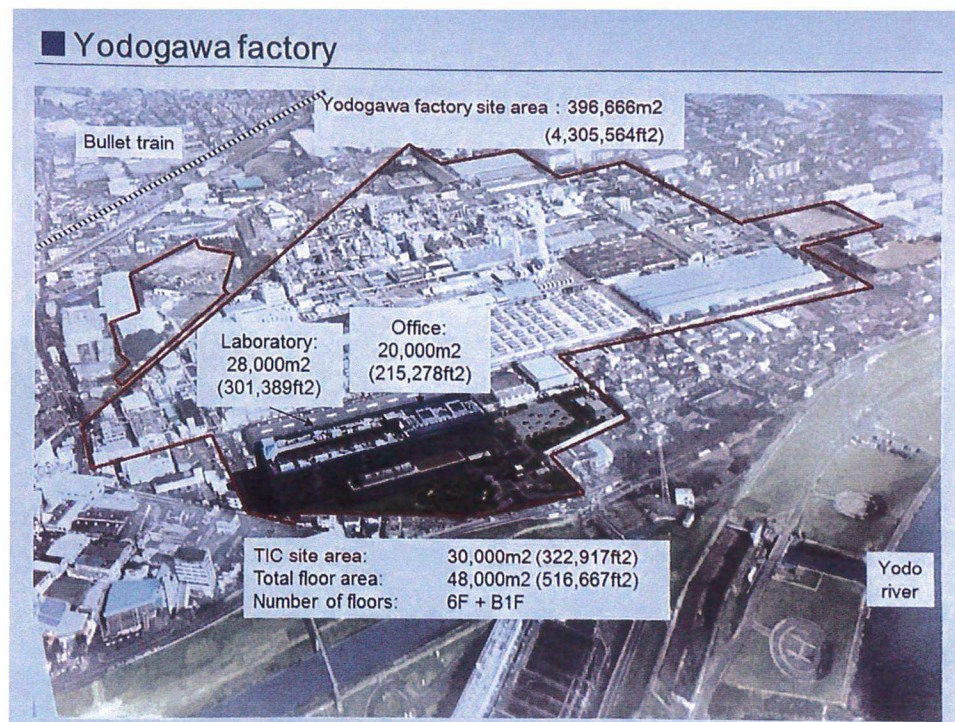 ■ Yodogawa factory
Yodogawa factory site area : 396,666m2
(4,305,564ft2)
Bullet train
Laboratory:
28,000m2
(301,389ft2)
Office:
20,000m2
(215,278ft2)
TIC site area: 30,000m2 (322,917ft2)
Total floor area: 48,000m2 (516,667ft2)
Number of floors: 6F + B1F
Yodo
river